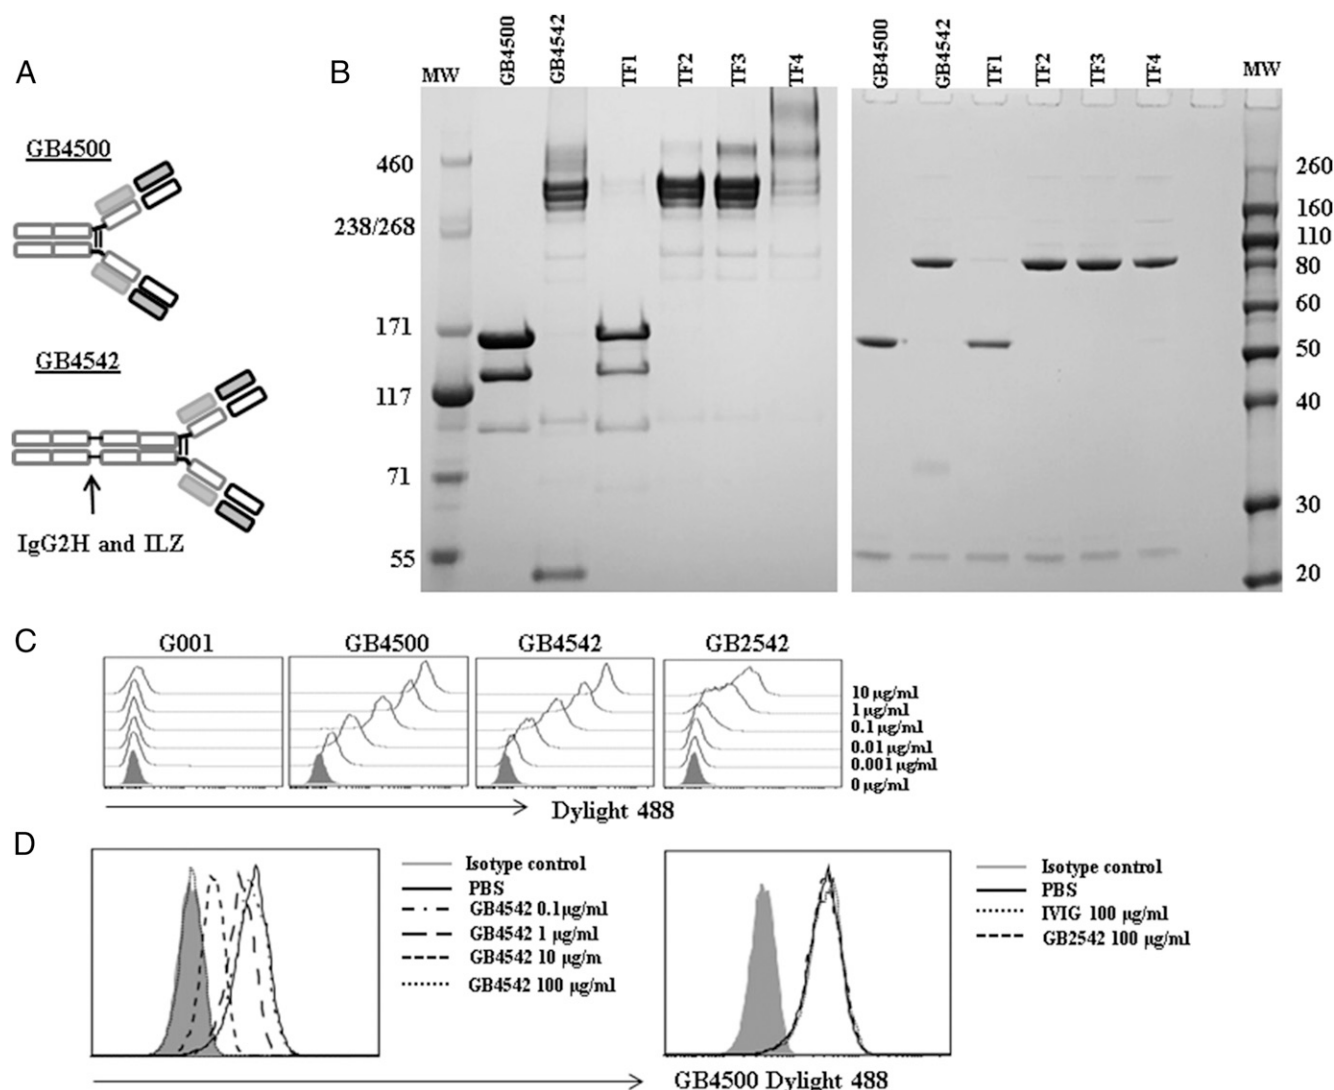 A
GB4500
GB4542
IgG2H and ILZ
B
MW GB4500 GB4542 TF1 TF2 TF3 TF4
460
238/268
171
117
71
55
GB4500 GB4542 TF1 TF2 TF3 TF4 MW
260
160
110
80
60
50
40
30
20
C
G001 GB4500 GB4542 GB2542
10 µg/ml
1 µg/ml
0.1 µg/ml
0.01 µg/ml
0.001 µg/ml
0 µg/ml
Dylight 488
D
Isotype control
PBS
GB4542 0.1µg/ml
GB4542 1 µg/ml
GB4542 10 µg/m
GB4542 100 µg/ml
Isotype control
PBS
IVIG 100 µg/ml
GB2542 100 µg/ml
GB4500 Dylight 488